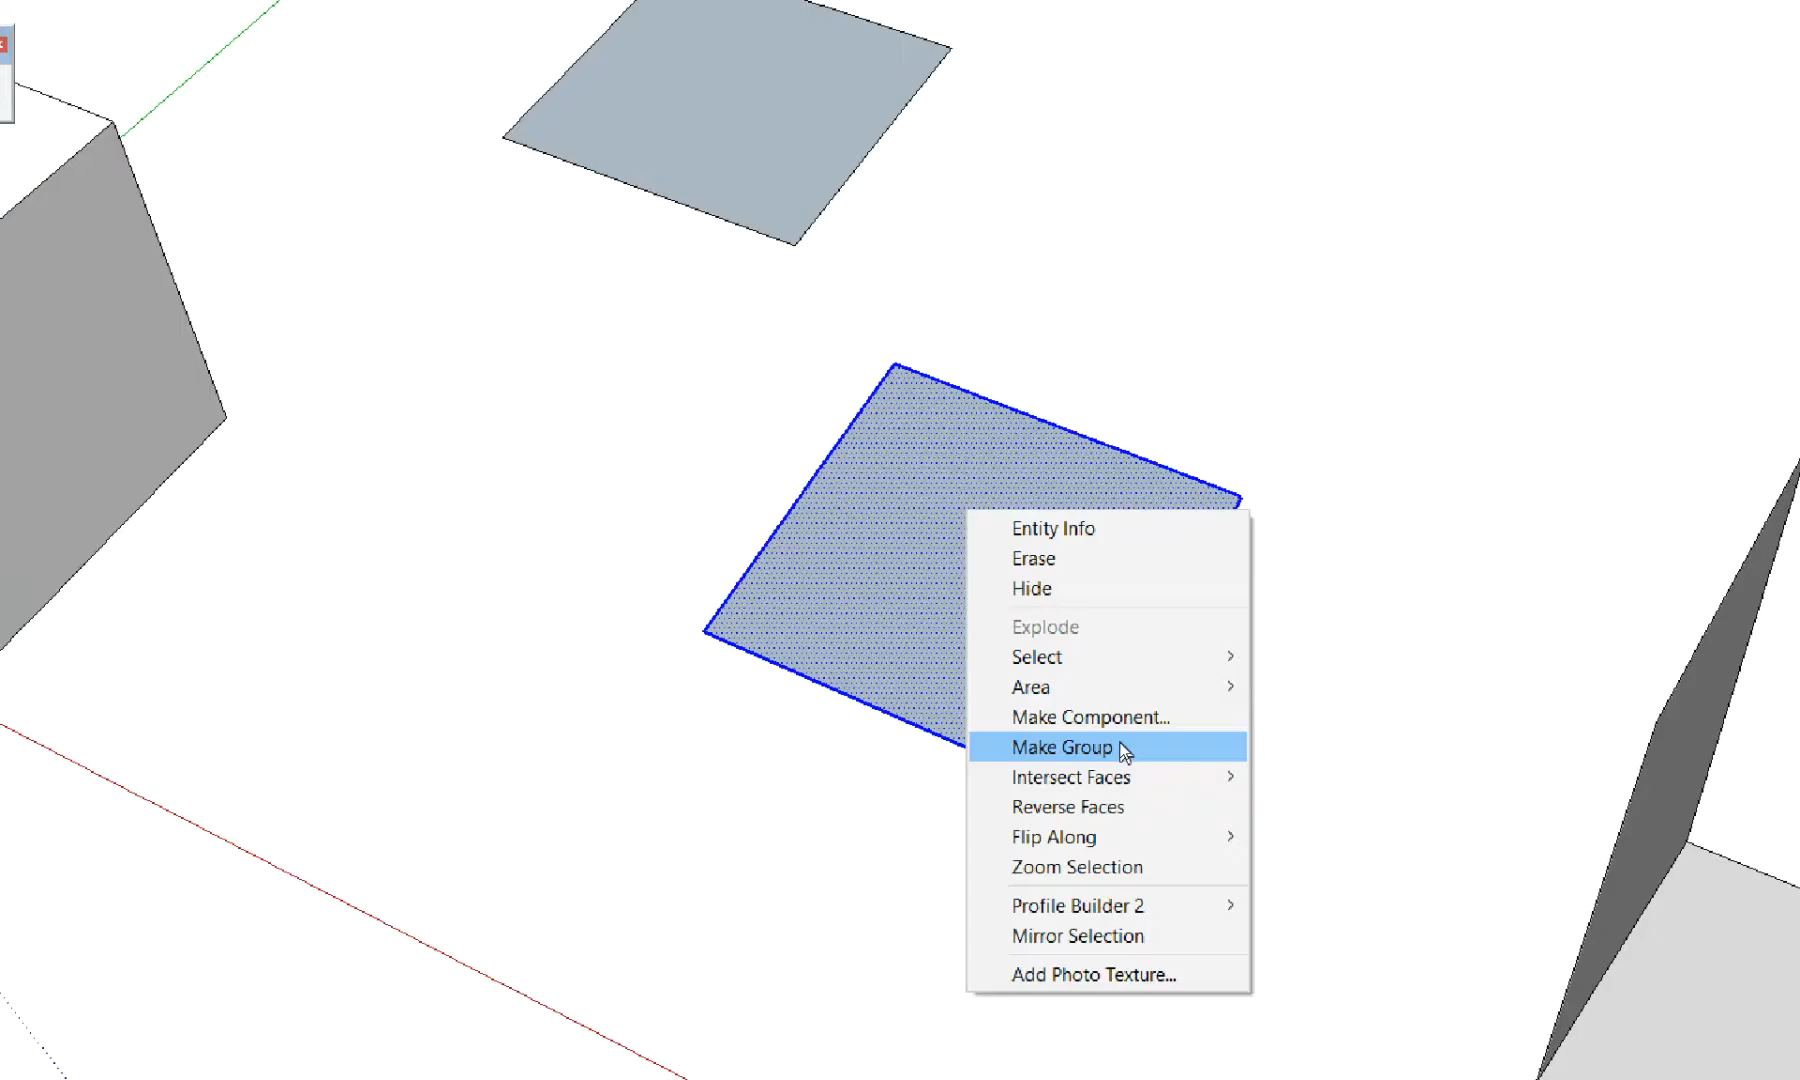 Entity Info
Erase
Hide
Explode
Select
Area
Make Component...
Make Group
Intersect Faces
Reverse Faces
Flip Along
Zoom Selection
Profile Builder 2
Mirror Selection
Add Photo Texture...